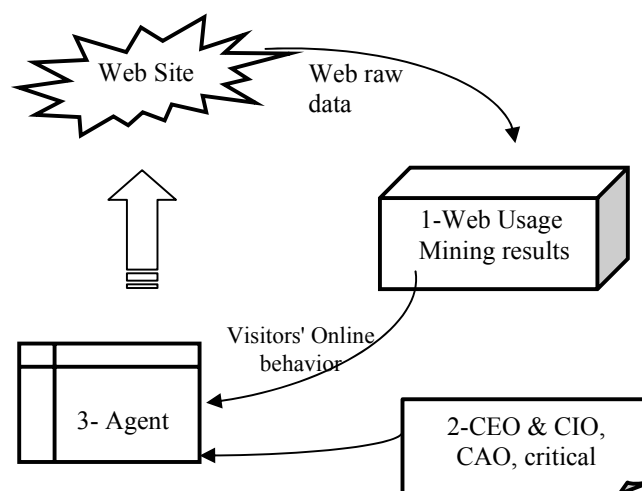 Web Site
Web raw
data
1-Web Usage
Mining results
Visitors' Online
behavior
3- Agent
2-CEO & CIO,
CAO, critical